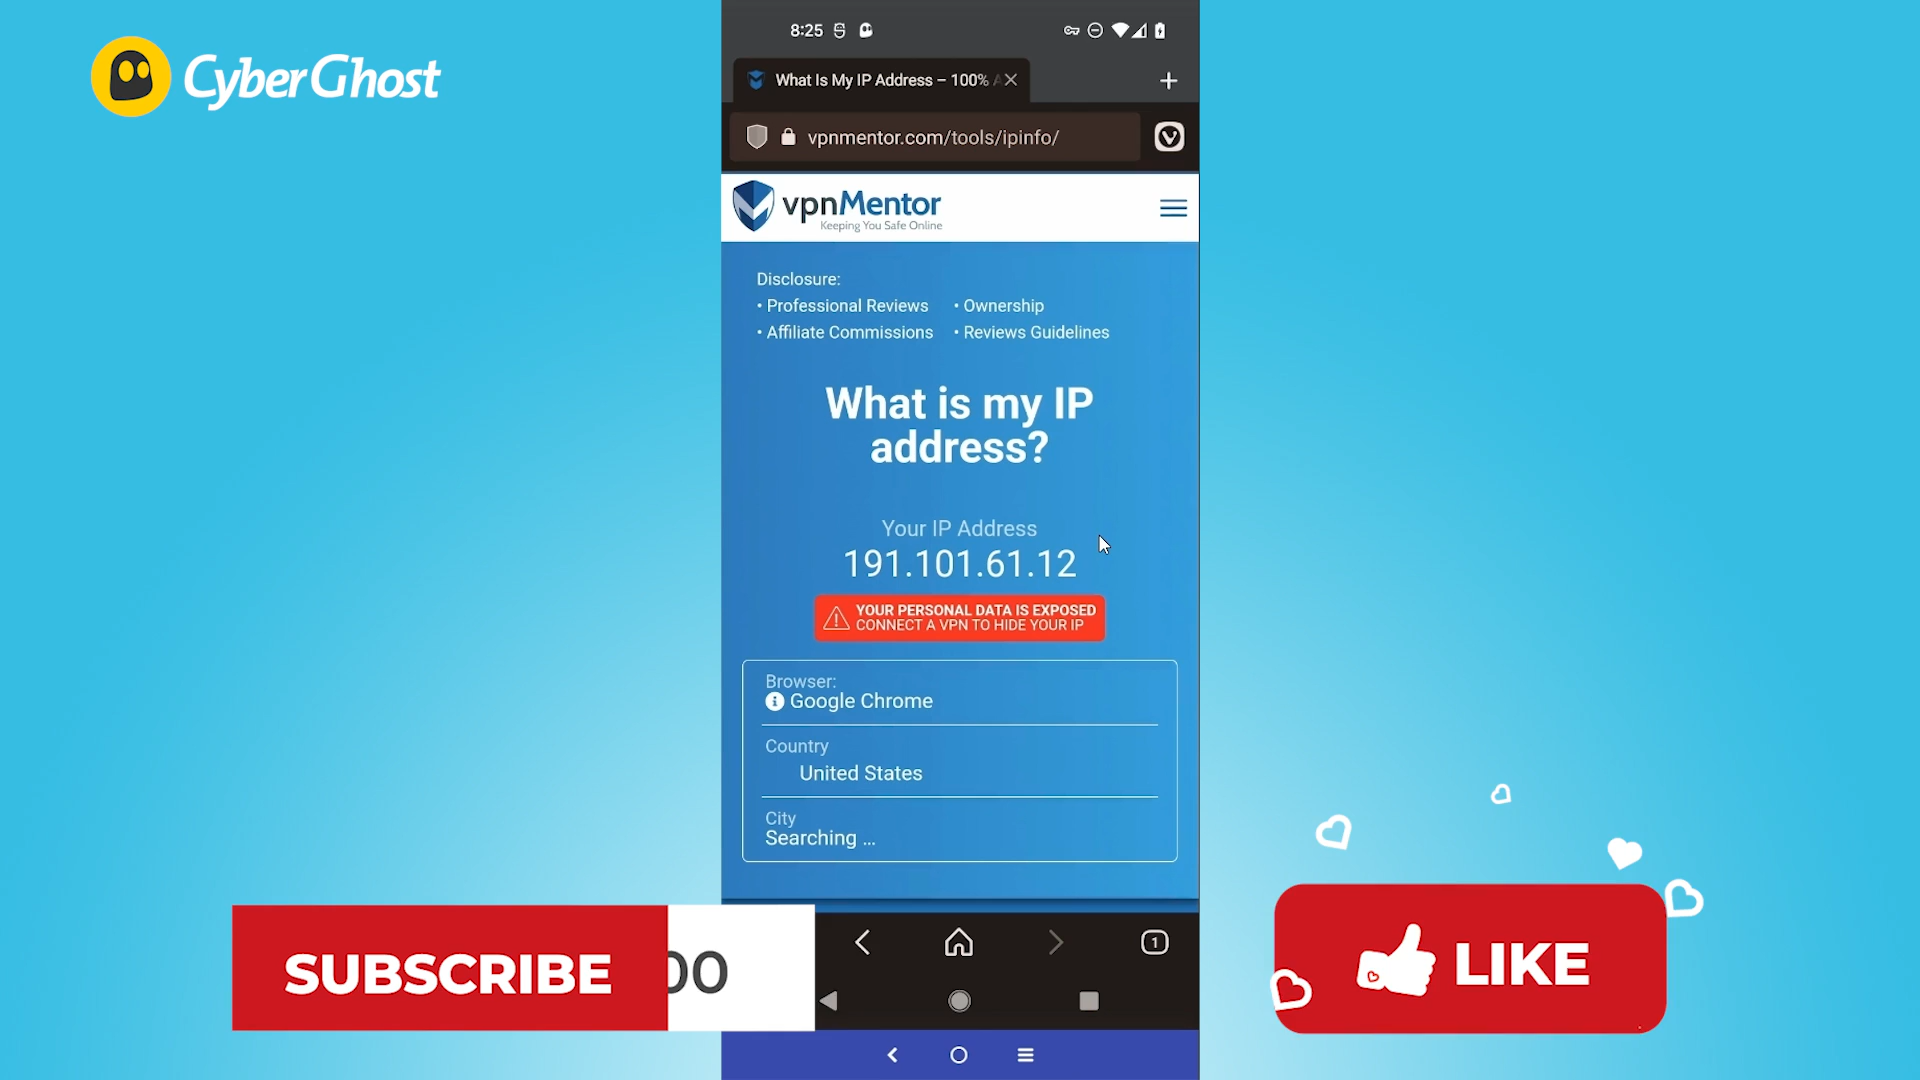 CyberGhost
8:25
What Is My IP Address – 100% A
vpnmentor.com/tools/ipinfo/
vpnMentor
Keeping You Safe Online
Disclosure:
• Professional Reviews • Ownership
• Affiliate Commissions • Reviews Guidelines
What is my IP
address?
Your IP Address
191.101.61.12
YOUR PERSONAL DATA IS EXPOSED
CONNECT A VPN TO HIDE YOUR IP
Browser:
Google Chrome
Country
United States
City
Searching ...
SUBSCRIBE
00
1
LIKE